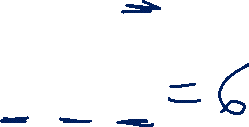 →
_ _ _ = 6